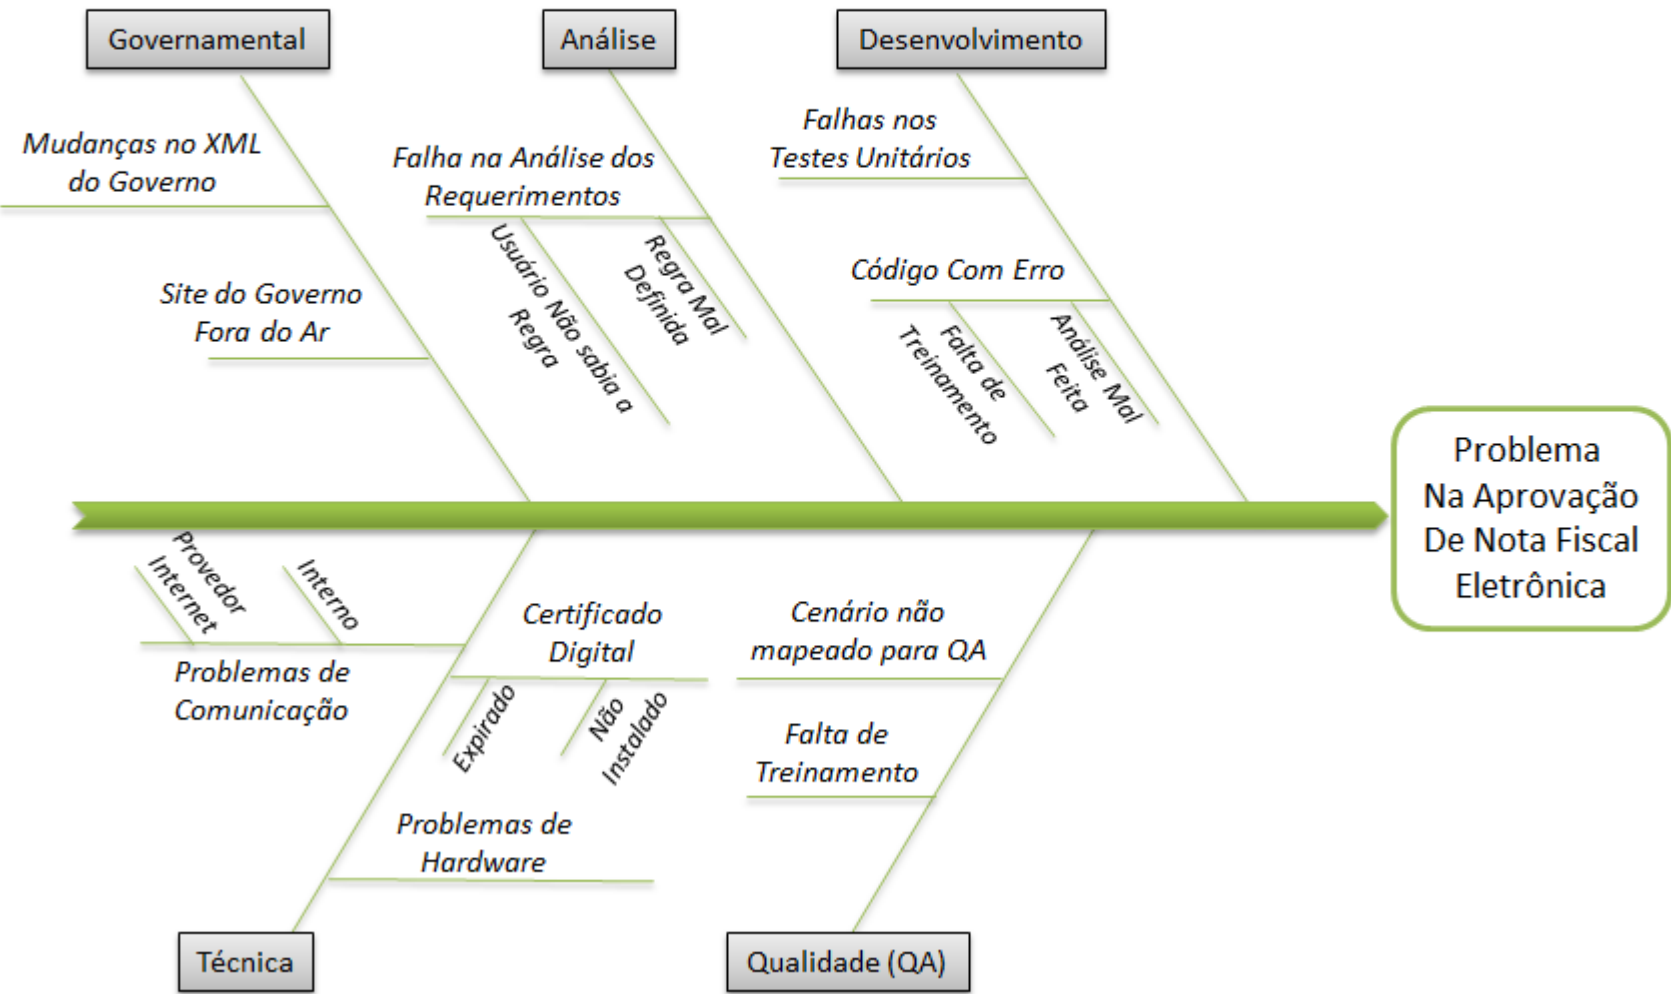 Governamental
Análise
Desenvolvimento
Mudanças no XML
do Governo
Site do Governo
Fora do Ar
Falha na Análise dos
Requerimentos
Usuário Não sabia a
Regra
Regra Mal
Definida
Falhas nos
Testes Unitários
Código Com Erro
Falta de
Treinamento
Análise Mal
Feita
Problema
Na Aprovação
De Nota Fiscal
Eletrônica
Provedor
Internet
Interno
Problemas de
Comunicação
Certificado
Digital
Expirado
Não
Instalado
Problemas de
Hardware
Cenário não
mapeado para QA
Falta de
Treinamento
Técnica
Qualidade (QA)